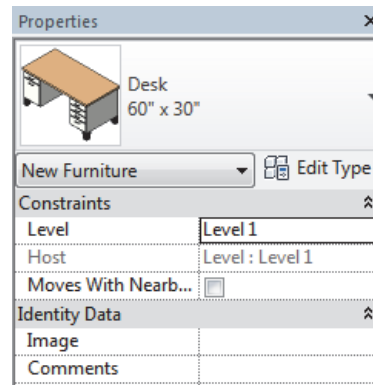 Properties
Desk
60" x 30"
New Furniture Edit Type
Constraints
Level Level 1
Host Level : Level 1
Moves With Nearb...
Identity Data
Image
Comments